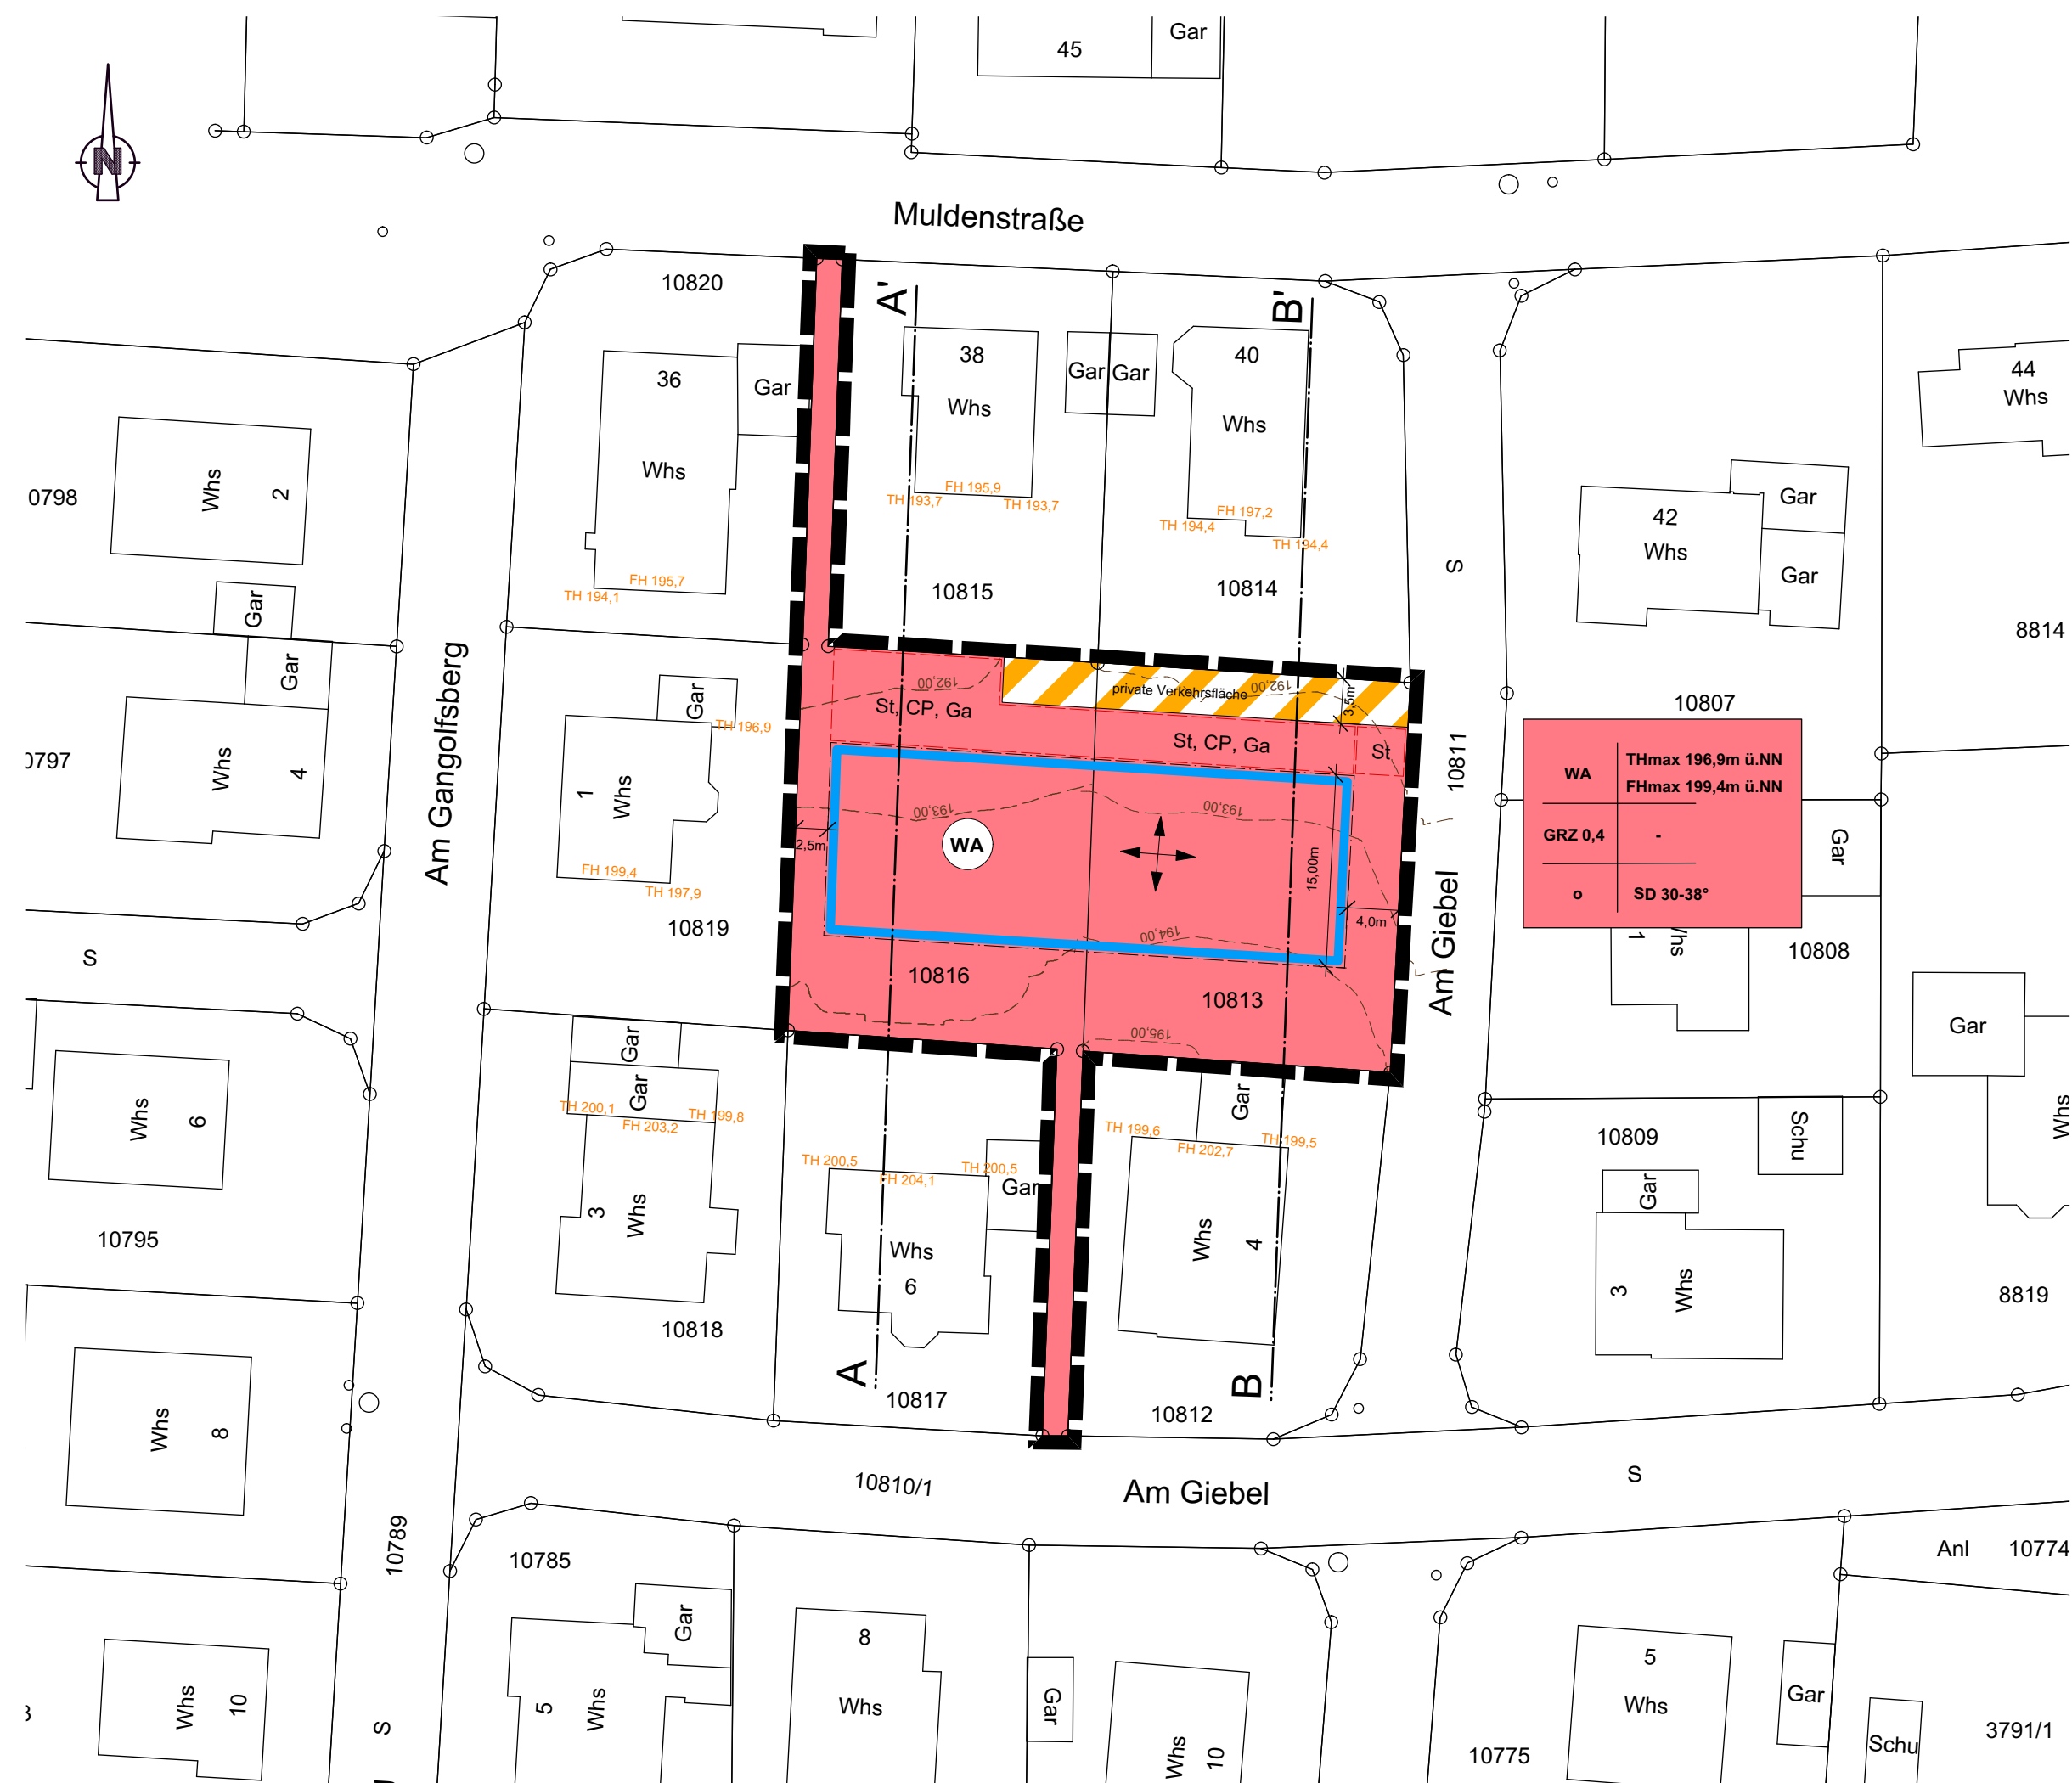 45
Gar
N
Muldenstraße
10820
A'
B'
36
Gar
Whs
38
Whs
Gar
Gar
40
Whs
44
Whs
FH 195,9
TH 193,7
TH 193,7
FH 197,2
TH 194,4
TH 194,4
0798
Whs
2
42
Whs
Gar
Gar
S
FH 195,7
TH 194,1
10815
10814
Gar
8814
Am Gangolfsberg
Gar
192,00
private Verkehrsfläche
192,00
3,5m
10807
Gar
TH 196,9
St, CP, Ga
St, CP, Ga
St
10811
0797
Whs
4
1
Whs
WA
THmax 196,9m ü.NN
FHmax 199,4m ü.NN
GRZ 0,4
-
o
SD 30-38°
193,00
193,00
2,5m
WA
15,00m
Gar
FH 199,4
TH 197,9
4,0m
10819
194,00
Am Giebel
1
10808
S
10816
10813
Gar
Gar
195,00
Gar
Whs
6
Gar
TH 200,1
TH 199,8
FH 203,2
Gar
TH 199,6
TH 199,5
FH 202,7
10809
Schu
Whs
TH 200,5
TH 200,5
FH 204,1
Gar
Gar
10795
3
Whs
Whs
6
Whs
4
3
Whs
8819
10818
A
10817
B
10812
Whs
8
10810/1
Am Giebel
S
10789
10785
Anl
10774
Gar
8
Whs
5
Whs
Whs
10
5
Whs
Gar
Whs
10
Gar
Schu
3791/1
S
10775